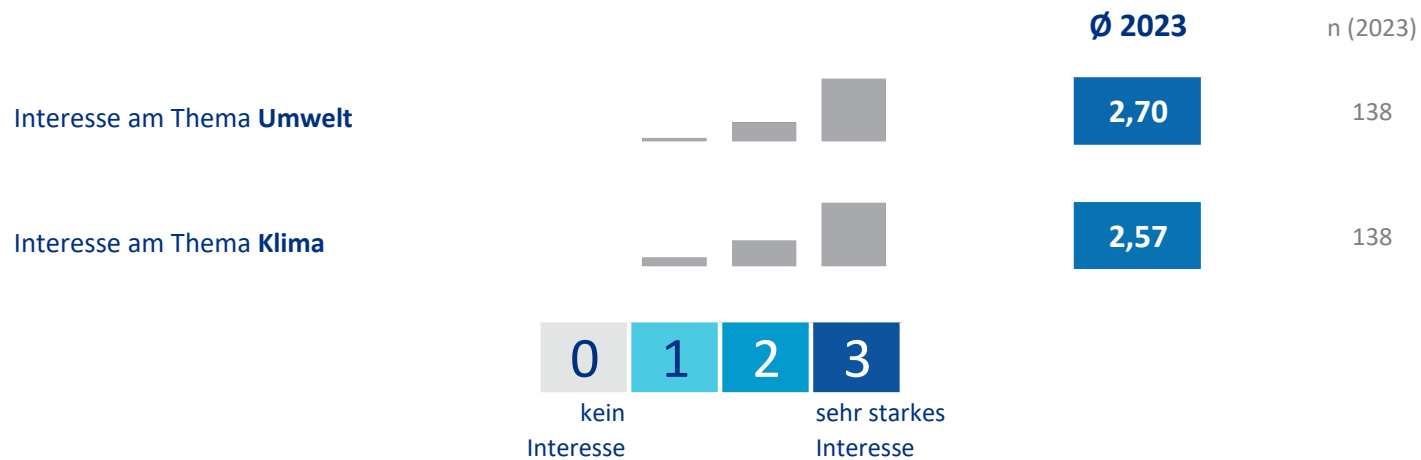 Ø 2023 n (2023)
Interesse am Thema Umwelt 2,70 138
Interesse am Thema Klima 2,57 138
0 1 2 3
kein sehr starkes
Interesse Interesse